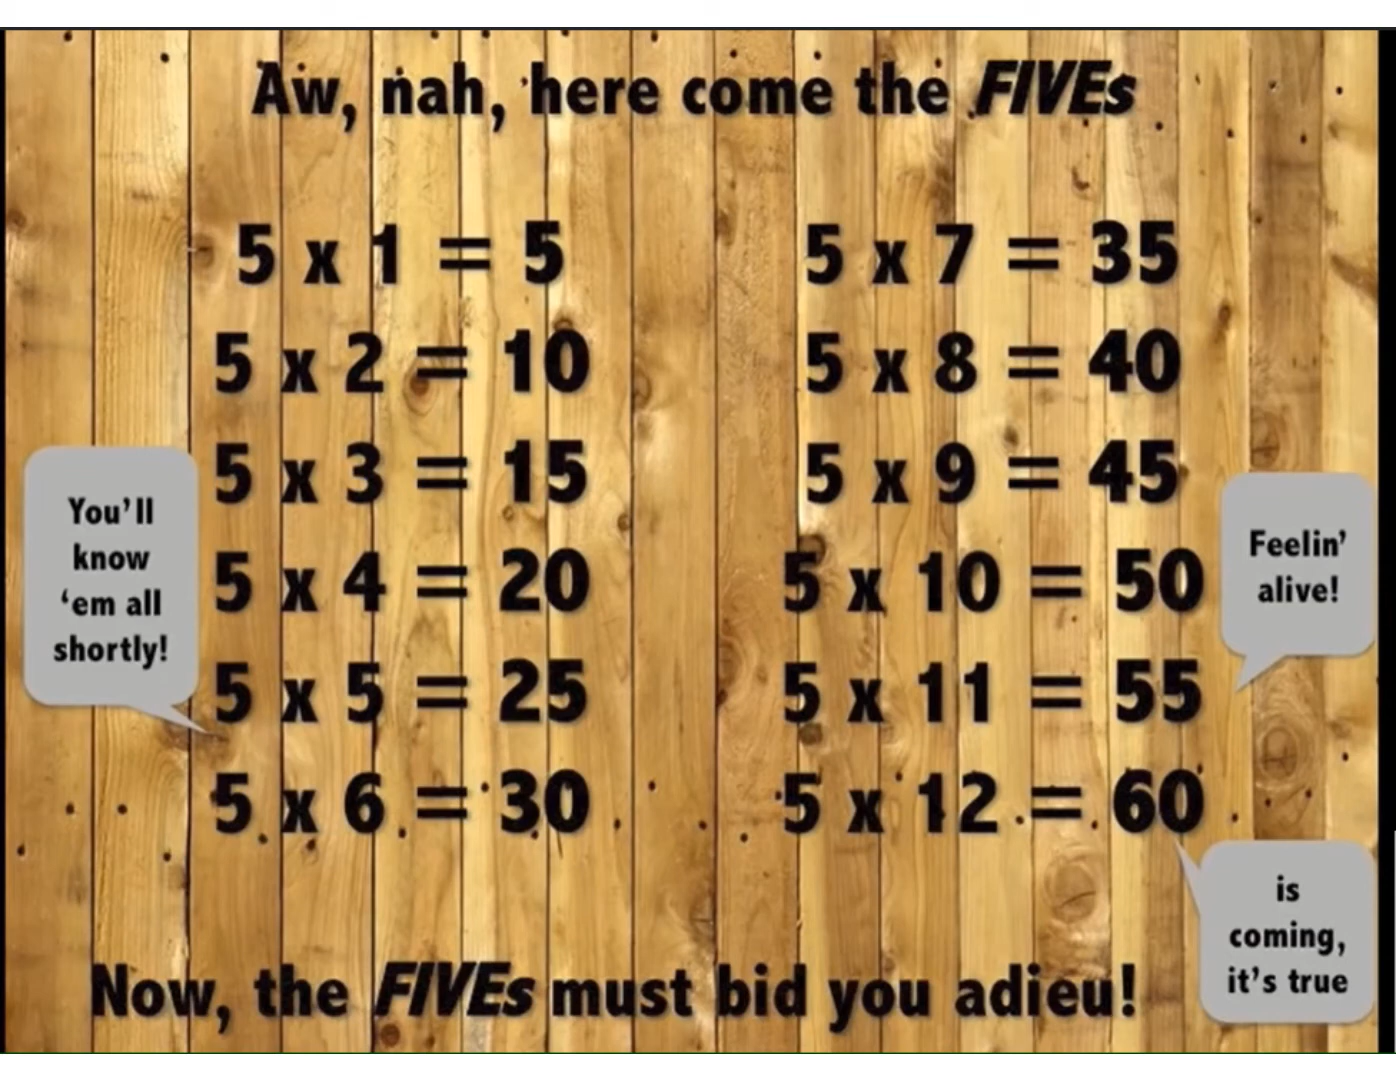 Aw, nah, here come the FIVEs
5 x 1 = 5
5 x 2 = 10
5 x 3 = 15
5 x 4 = 20
5 x 5 = 25
5 x 6 = 30
You'll
know
‘em all
shortly!
5 x 7 = 35
5 x 8 = 40
5 x 9 = 45
5 x 10 = 50
5 x 11 = 55
5 x 12 = 60
Feelin’
alive!
is
coming,
it’s true
Now, the FIVEs must bid you adieu!